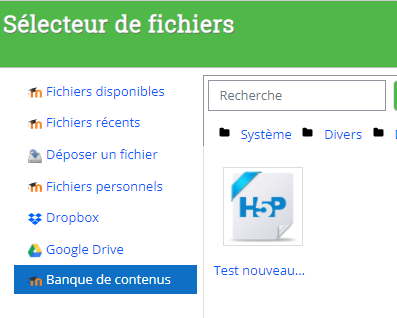 Sélecteur de fichiers
Fichiers disponibles
Fichiers récents
Déposer un fichier
Fichiers personnels
Dropbox
Google Drive
Banque de contenus
Recherche
Système Divers
H5P
Test nouveau...